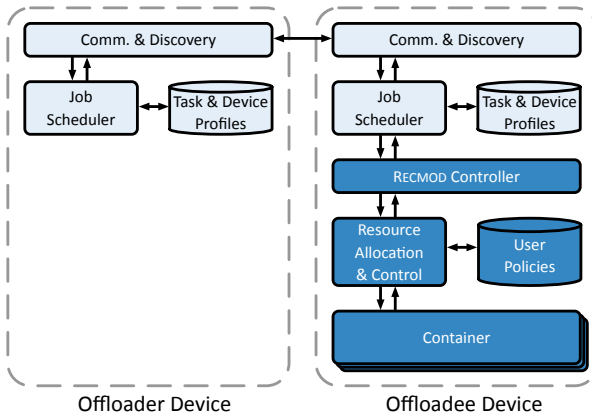 Comm. & Discovery
Job
Scheduler
Task & Device
Profiles
Offloader Device
Comm. & Discovery
Job
Scheduler
Task & Device
Profiles
RECMOD Controller
Resource
Allocation
& Control
User
Policies
Container
Offloadee Device